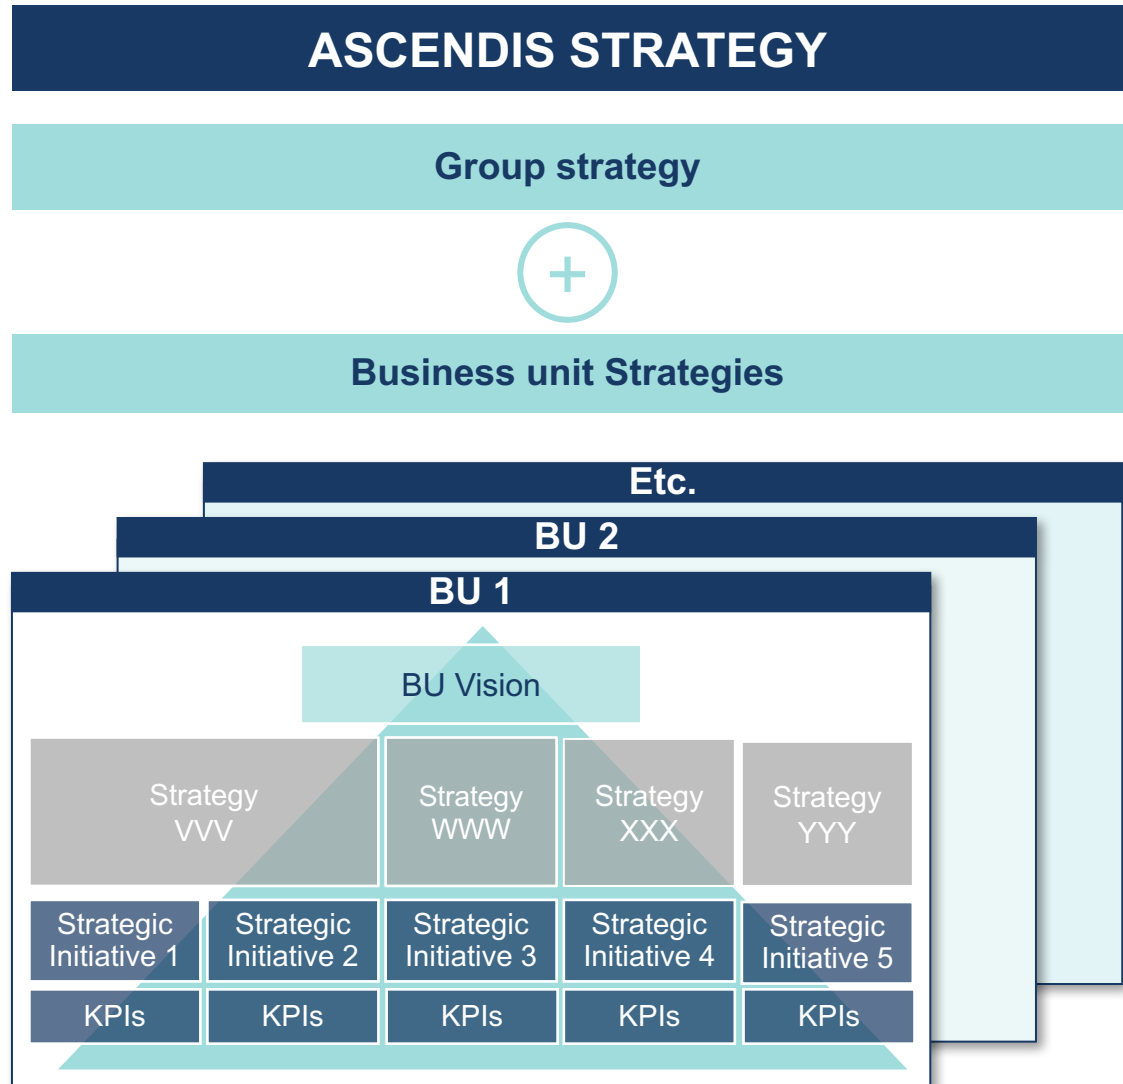 ASCENDIS STRATEGY
Group strategy
+
Business unit Strategies
Etc.
BU 2
BU 1
BU Vision
Strategy
VVV
Strategy
WWW
Strategy
XXX
Strategy
YYY
Strategic
Initiative 1
Strategic
Initiative 2
Strategic
Initiative 3
Strategic
Initiative 4
Strategic
Initiative 5
KPIs
KPIs
KPIs
KPIs
KPIs